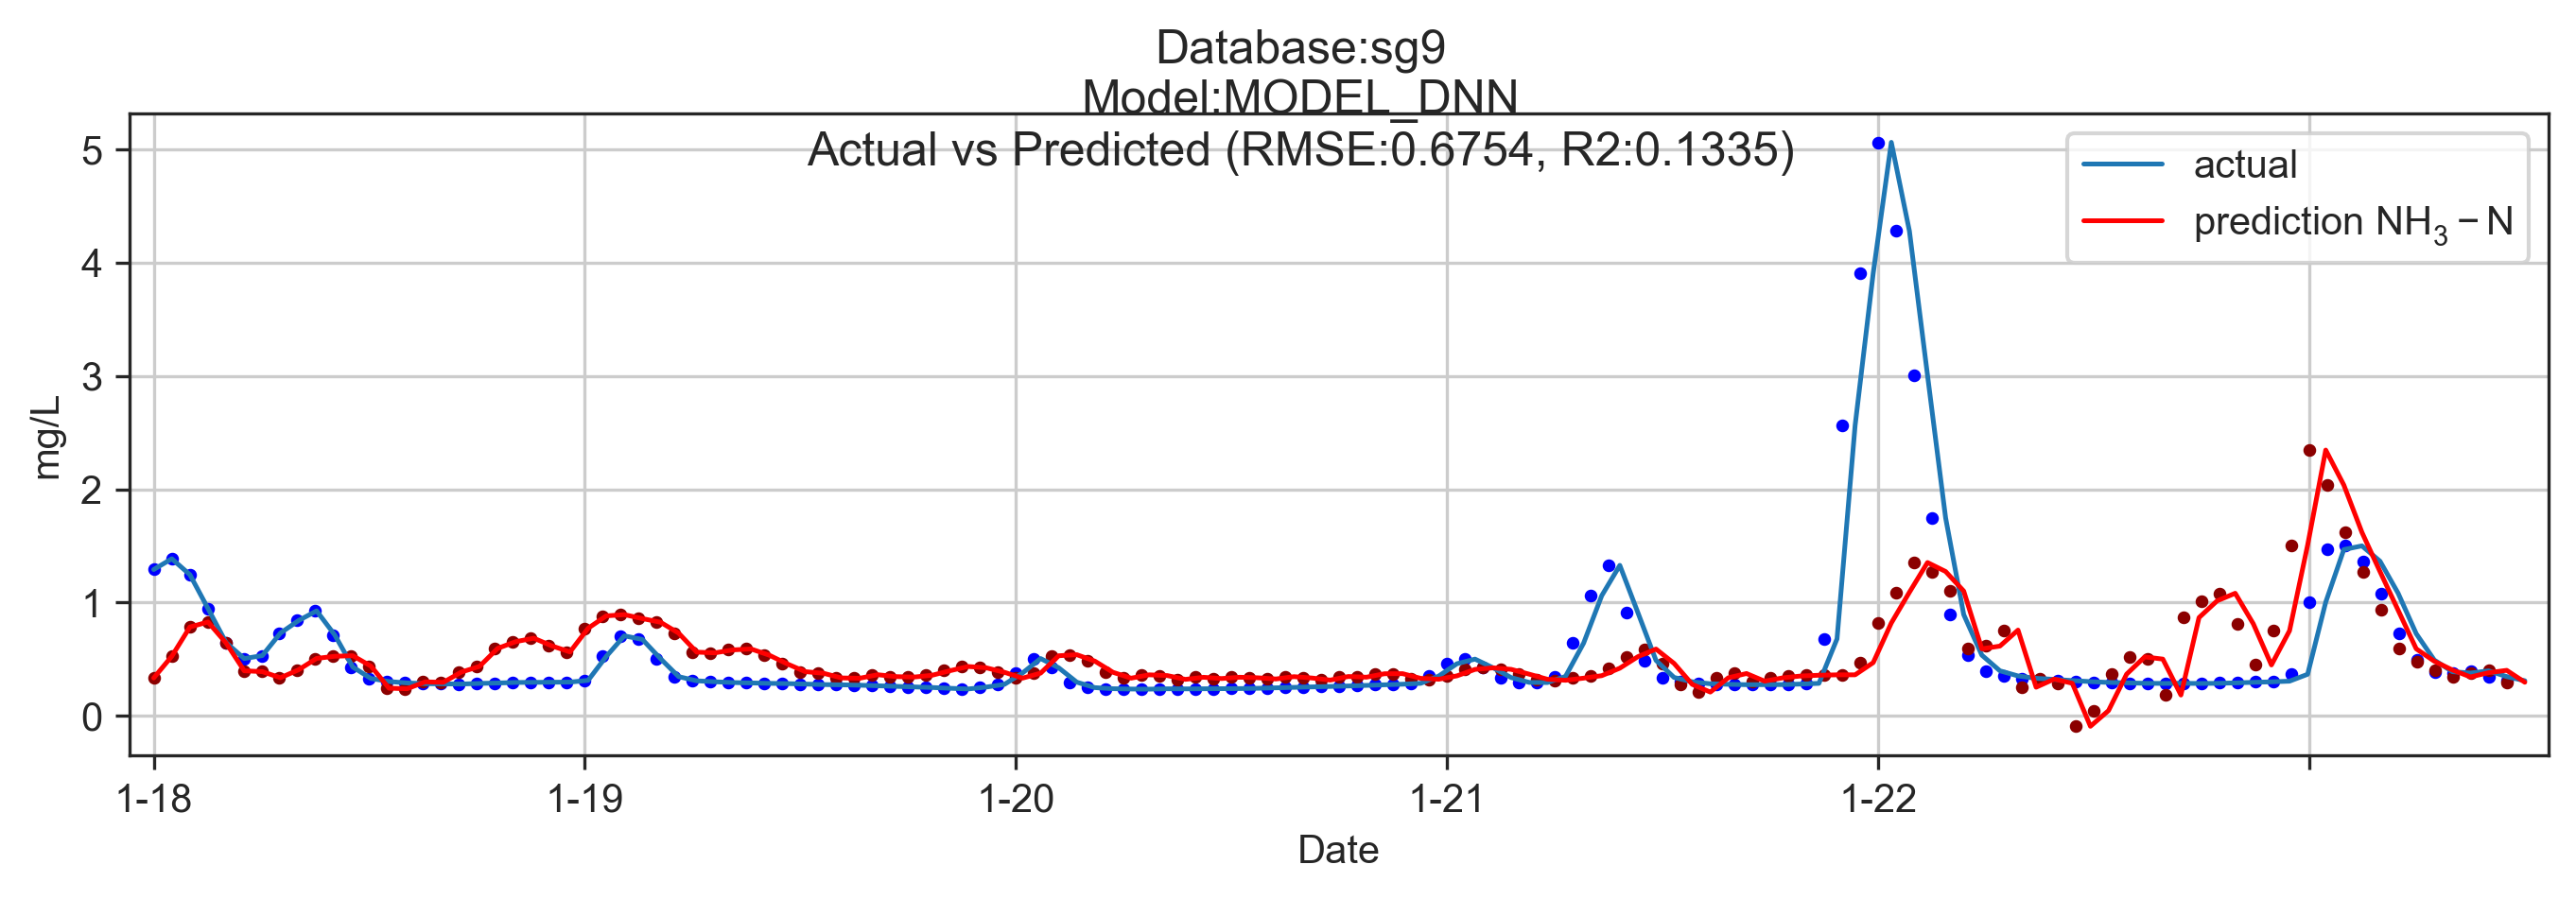 Database:sg9
Model:MODEL_DNN
Actual vs Predicted (RMSE:0.6754, R2:0.1335)
actual
prediction NH₃ − N
mg/L
5
4
3
2
1
0
1-18
1-19
1-20
1-21
1-22
Date